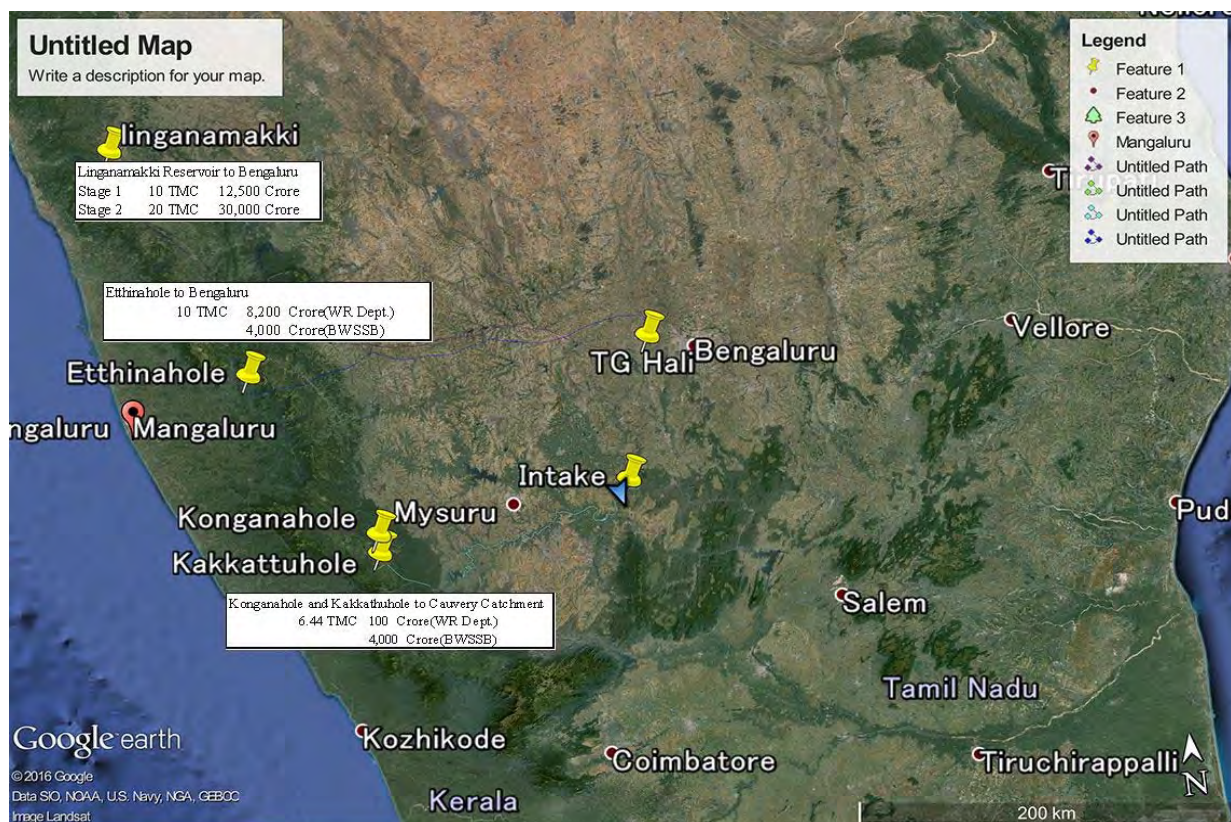 Untitled Map
Write a description for your map.
Legend
Feature 1
Feature 2
Feature 3
Mangaluru
Untitled Path
Untitled Path
Untitled Path
Untitled Path
linganamakki
Linganamakki Reservoir to Bengaluru
Stage 1 10 TMC 12,500 Crore
Stage 2 20 TMC 30,000 Crore
Etthinahole to Bengaluru
10 TMC 8,200 Crore(WR Dept.)
4,000 Crore(BWSSB)
Vellore
TG Hali Bengaluru
Etthinahole
ngaluru Mangaluru
Intake
Konganahole Mysuru
Pud
Kakkattuhole
Konganahole and Kakkathuhole to Cauvery Catchment
6.44 TMC 100 Crore(WR Dept.)
4,000 Crore(BWSSB)
Salem
Tamil Nadu
Google earth
Kozhikode
Coimbatore
Tiruchirappalli
N
© 2016 Google
Data SIO, NOAA, U.S. Navy, NGA, GEBCO
Image Landsat
Kerala
200 km